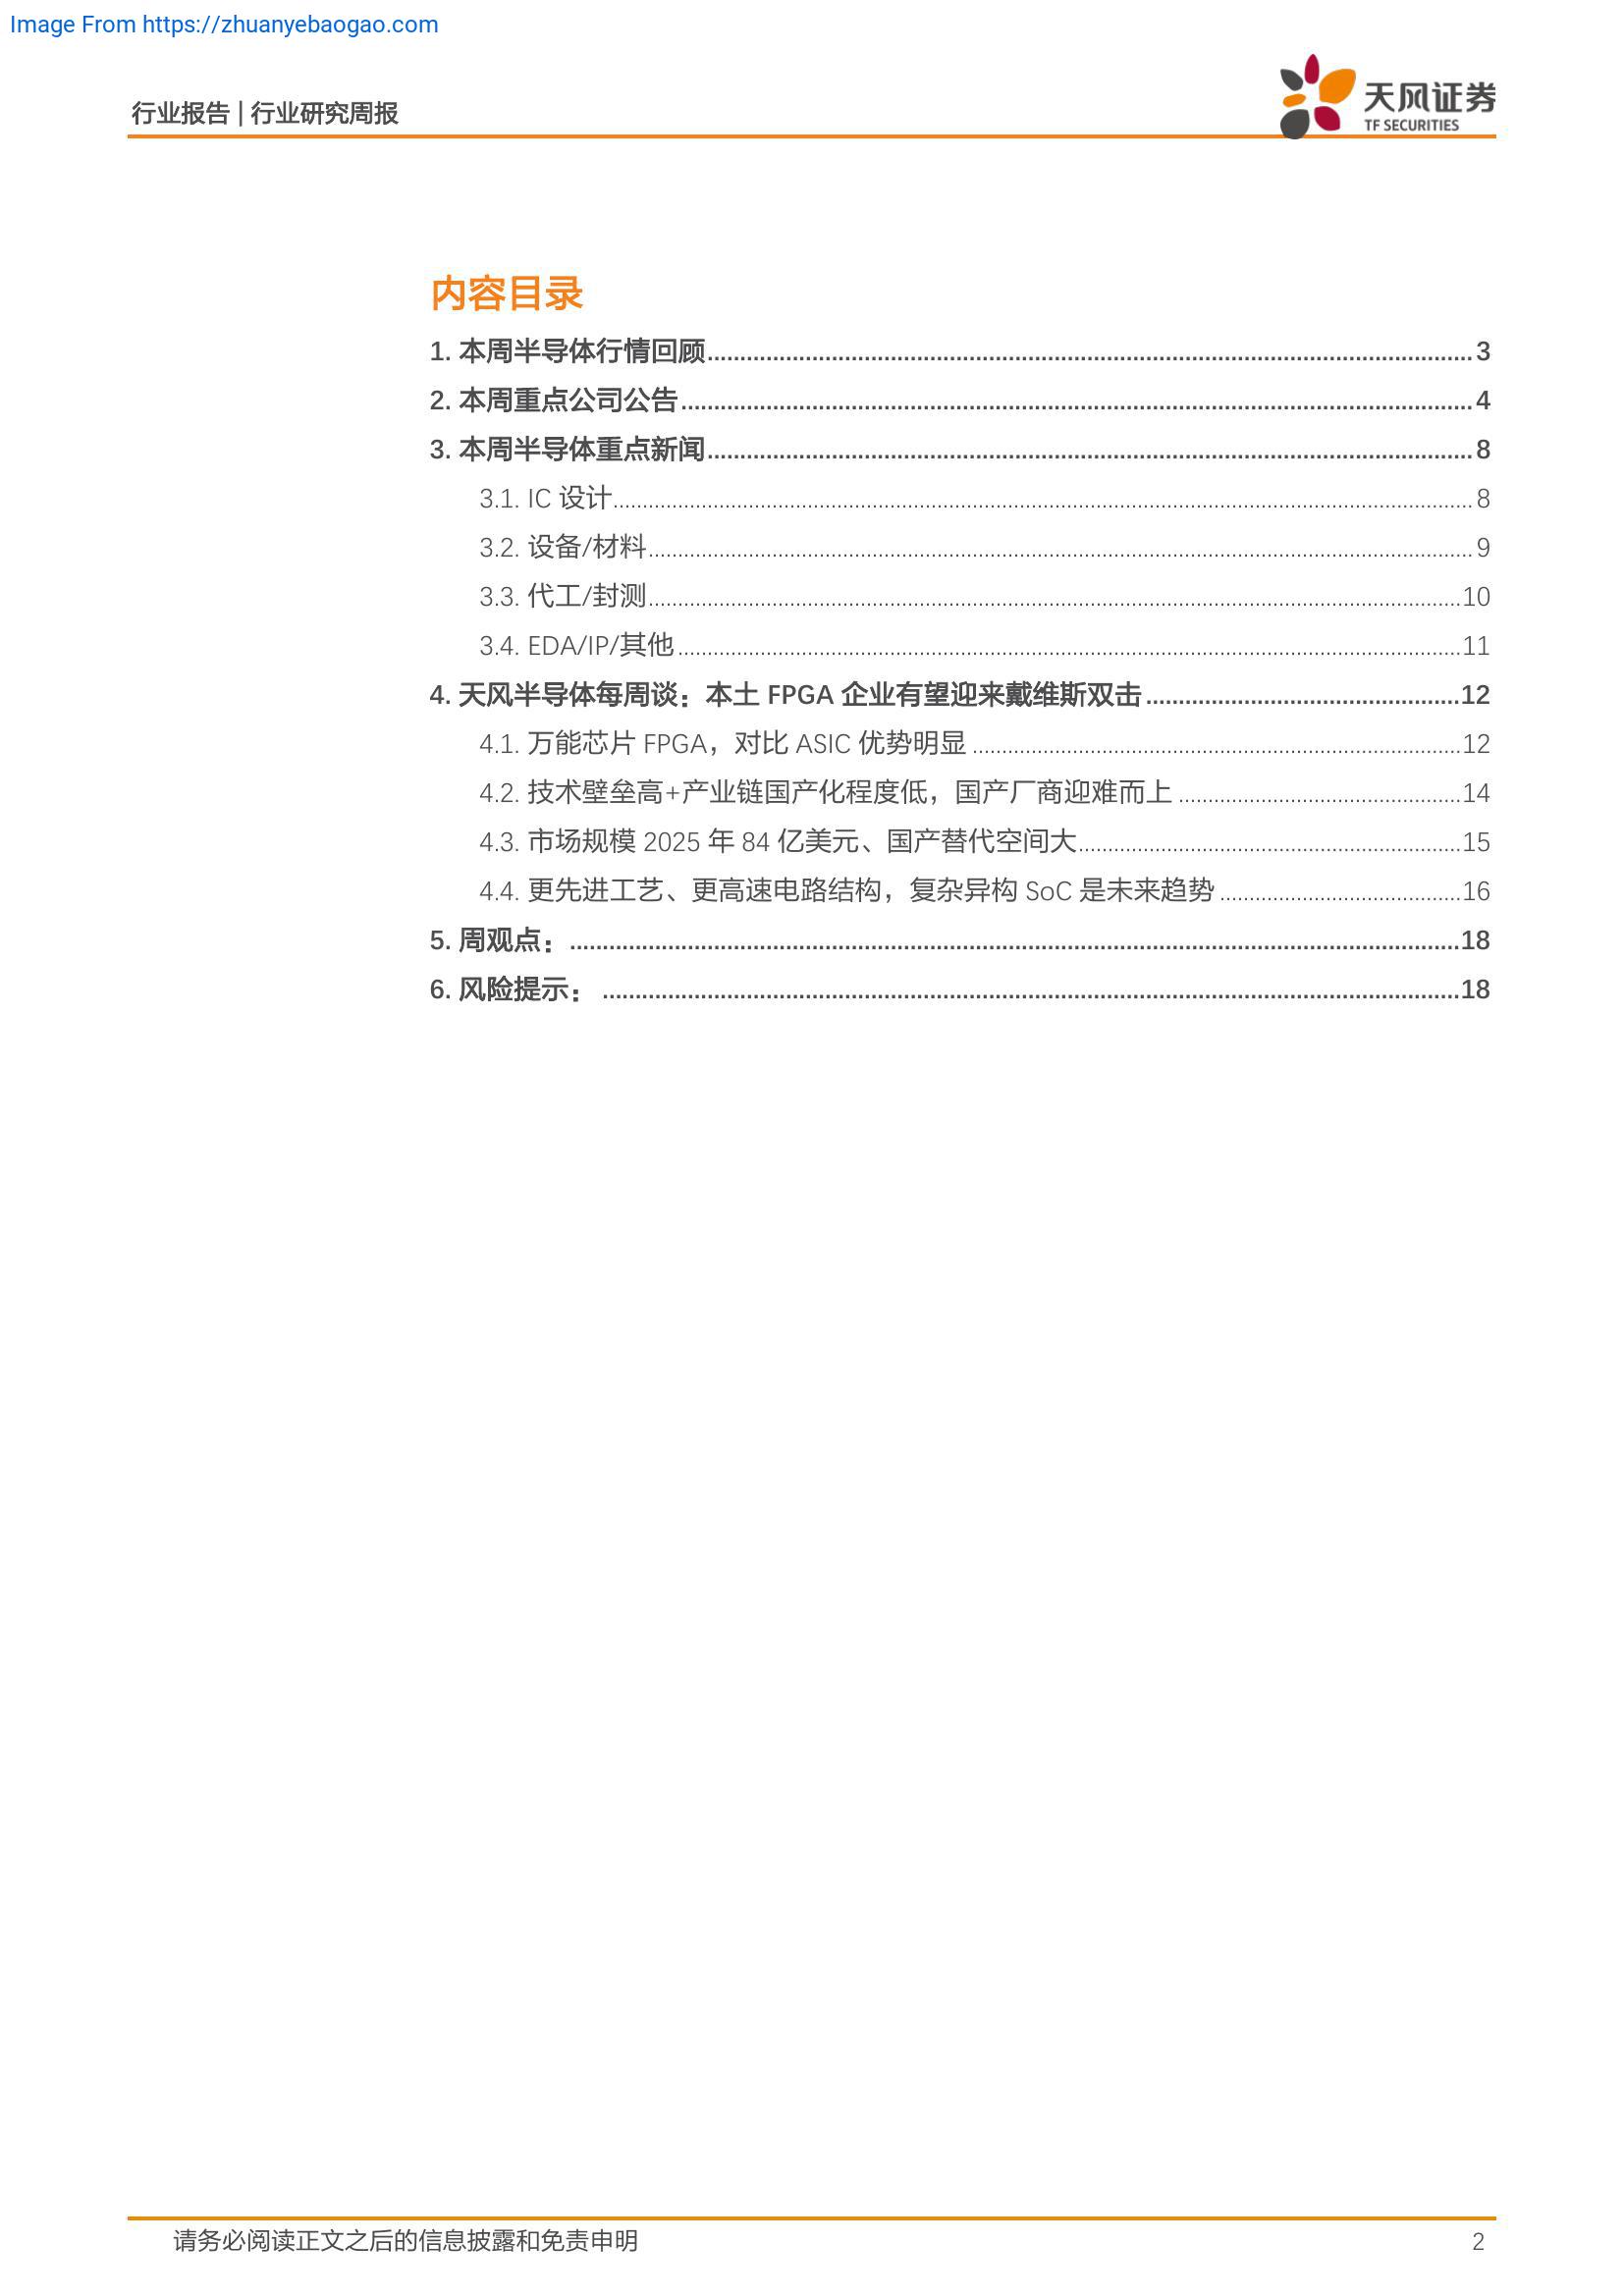 Image From https://zhuanyebaogao.com
行业报告 | 行业研究周报
天风证券
TF SECURITIES
内容目录
1. 本周半导体行情回顾 3
2. 本周重点公司公告 4
3. 本周半导体重点新闻 8
3.1. IC 设计 8
3.2. 设备/材料 9
3.3. 代工/封测 10
3.4. EDA/IP/其他 11
4. 天风半导体每周谈：本土 FPGA 企业有望迎来戴维斯双击 12
4.1. 万能芯片 FPGA，对比 ASIC 优势明显 12
4.2. 技术壁垒高+产业链国产化程度低，国产厂商迎难而上 14
4.3. 市场规模 2025 年 84 亿美元、国产替代空间大 15
4.4. 更先进工艺、更高速电路结构，复杂异构 SoC 是未来趋势 16
5. 周观点： 18
6. 风险提示： 18
请务必阅读正文之后的信息披露和免责申明 2